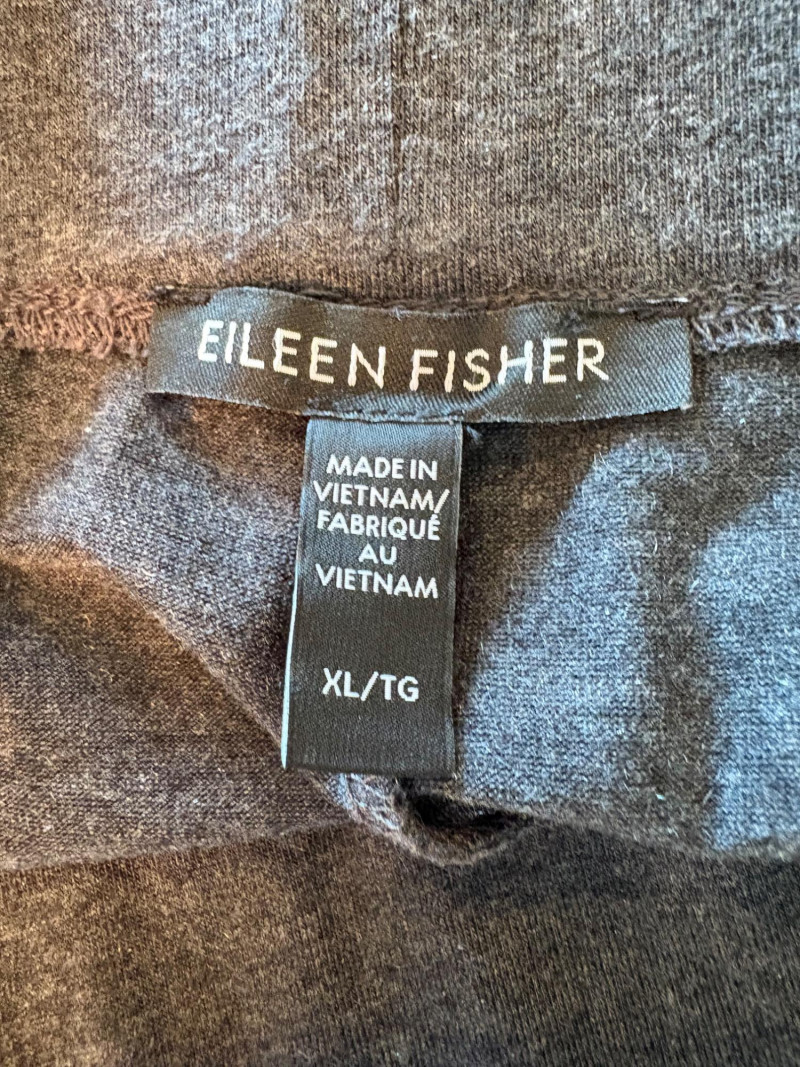 EILEEN FISHER
MADE IN
VIETNAM/
FABRIQUÉ
AU
VIETNAM
XL/TG